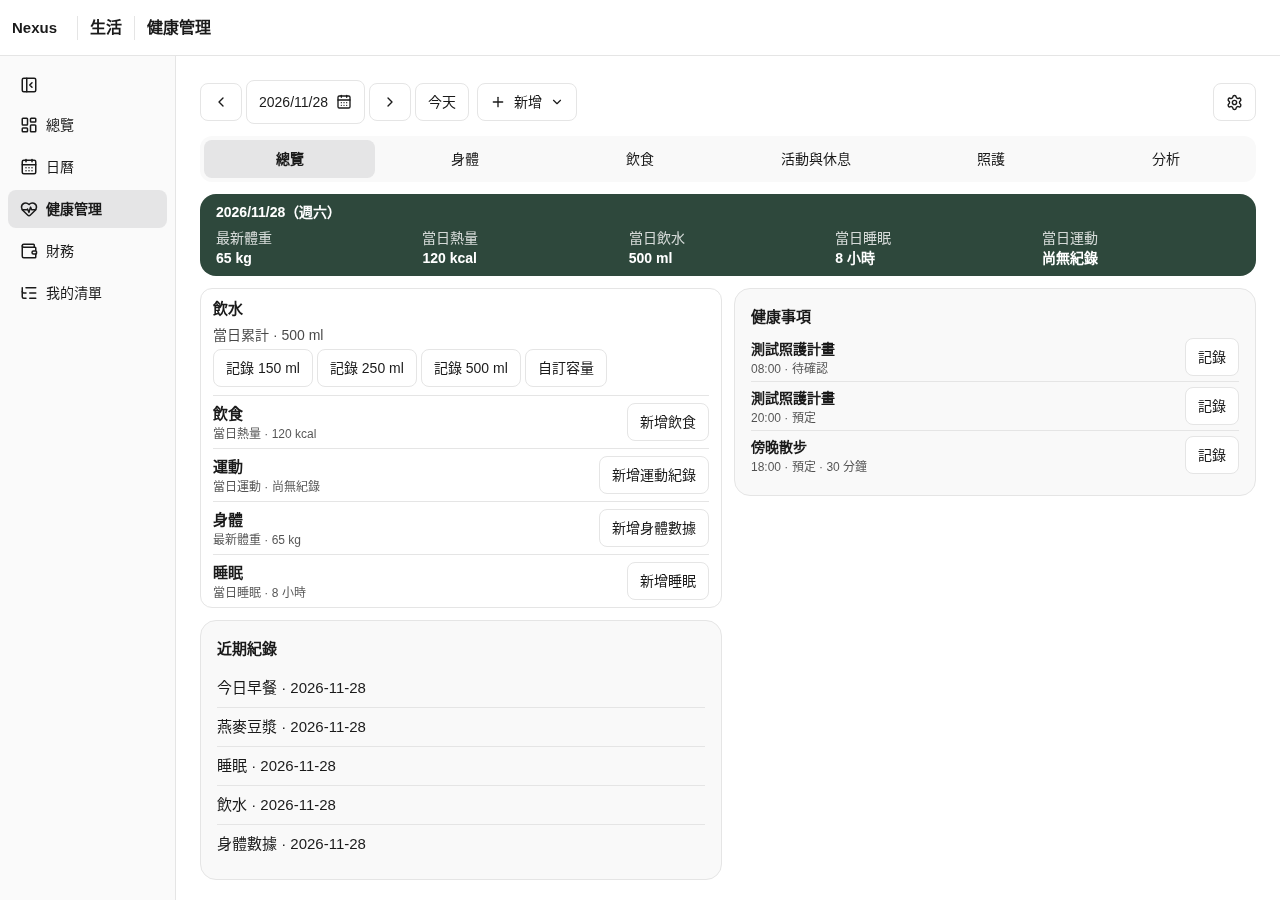 Nexus
生活
健康管理
總覽
日曆
健康管理
財務
我的清單
2026/11/28
今天
新增
總覽
身體
飲食
活動與休息
照護
分析
2026/11/28（週六）
最新體重
65 kg
當日熱量
120 kcal
當日飲水
500 ml
當日睡眠
8 小時
當日運動
尚無紀錄
飲水
當日累計 · 500 ml
記錄 150 ml
記錄 250 ml
記錄 500 ml
自訂容量
飲食
當日熱量 · 120 kcal
新增飲食
運動
當日運動 · 尚無紀錄
新增運動紀錄
身體
最新體重 · 65 kg
新增身體數據
睡眠
當日睡眠 · 8 小時
新增睡眠
健康事項
測試照護計畫
08:00 · 待確認
記錄
測試照護計畫
20:00 · 預定
記錄
傍晚散步
18:00 · 預定 · 30 分鐘
記錄
近期紀錄
今日早餐 · 2026-11-28
燕麥豆漿 · 2026-11-28
睡眠 · 2026-11-28
飲水 · 2026-11-28
身體數據 · 2026-11-28